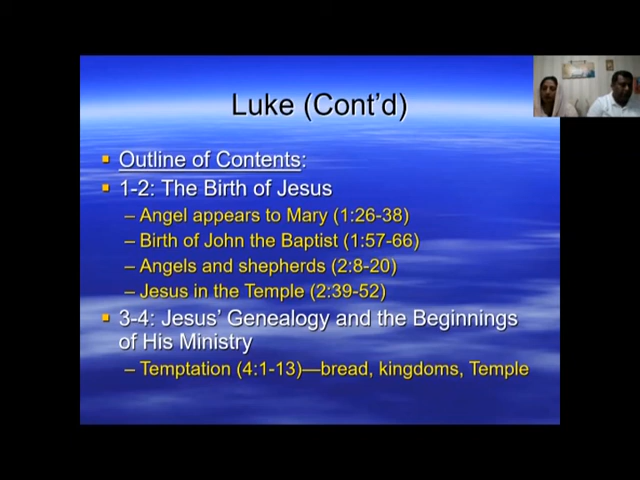 Luke (Cont'd)
Outline of Contents:
1-2: The Birth of Jesus
– Angel appears to Mary (1:26-38)
– Birth of John the Baptist (1:57-66)
– Angels and shepherds (2:8-20)
– Jesus in the Temple (2:39-52)
3-4: Jesus' Genealogy and the Beginnings
of His Ministry
– Temptation (4:1-13)—bread, kingdoms, Temple